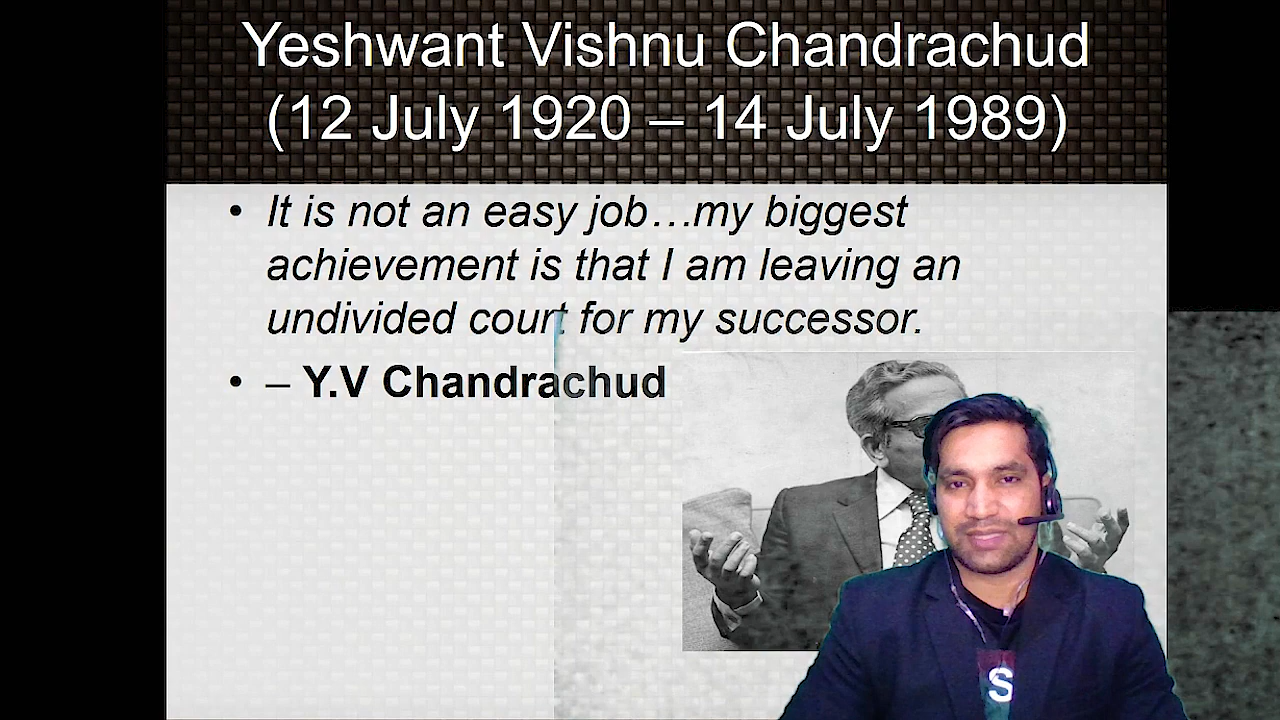 Yeshwant Vishnu Chandrachud
(12 July 1920 – 14 July 1989)
• It is not an easy job…my biggest
achievement is that I am leaving an
undivided court for my successor.
• – Y.V Chandrachud
S